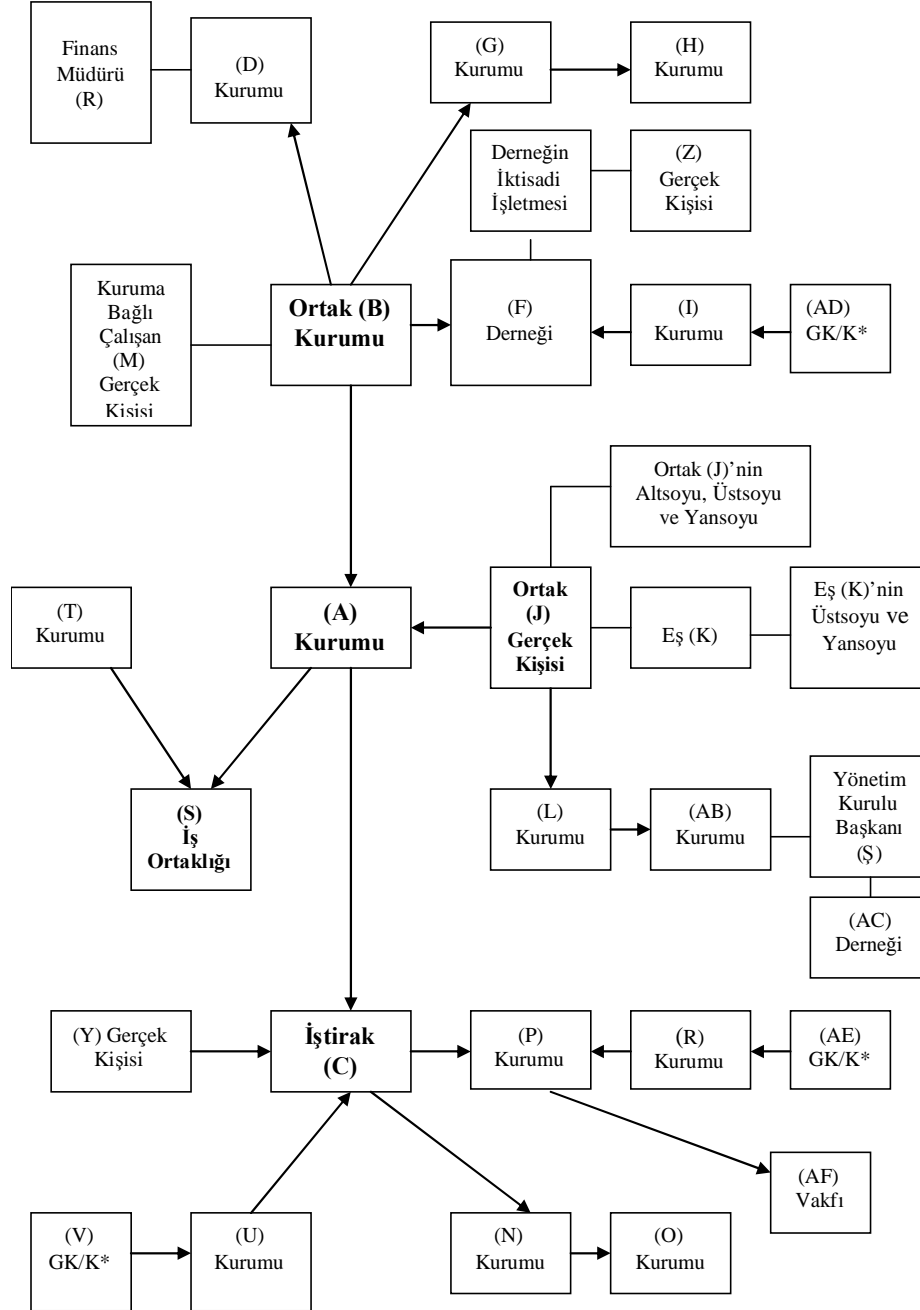 Finans
Müdürü
(R)
(D)
Kurumu
(G)
Kurumu
(H)
Kurumu
Derneğin
İktisadi
İşletmesi
(Z)
Gerçek
Kişisi
Kuruma
Bağlı
Çalışan
(M)
Gerçek
Kişisi
Ortak (B)
Kurumu
(F)
Derneği
(I)
Kurumu
(AD)
GK/K*
Ortak (J)’nin
Altsoyu, Üstsoyu
ve Yansoyu
(T)
Kurumu
(A)
Kurumu
Ortak
(J)
Gerçek
Kişisi
Eş (K)
Eş (K)’nin
Üstsoyu ve
Yansoyu
(S)
İş
Ortaklığı
(L)
Kurumu
(AB)
Kurumu
Yönetim
Kurulu
Başkanı
(Ş)
(AC)
Derneği
(Y) Gerçek
Kişisi
İştirak
(C)
(P)
Kurumu
(R)
Kurumu
(AE)
GK/K*
(AF)
Vakfı
(V)
GK/K*
(U)
Kurumu
(N)
Kurumu
(O)
Kurumu